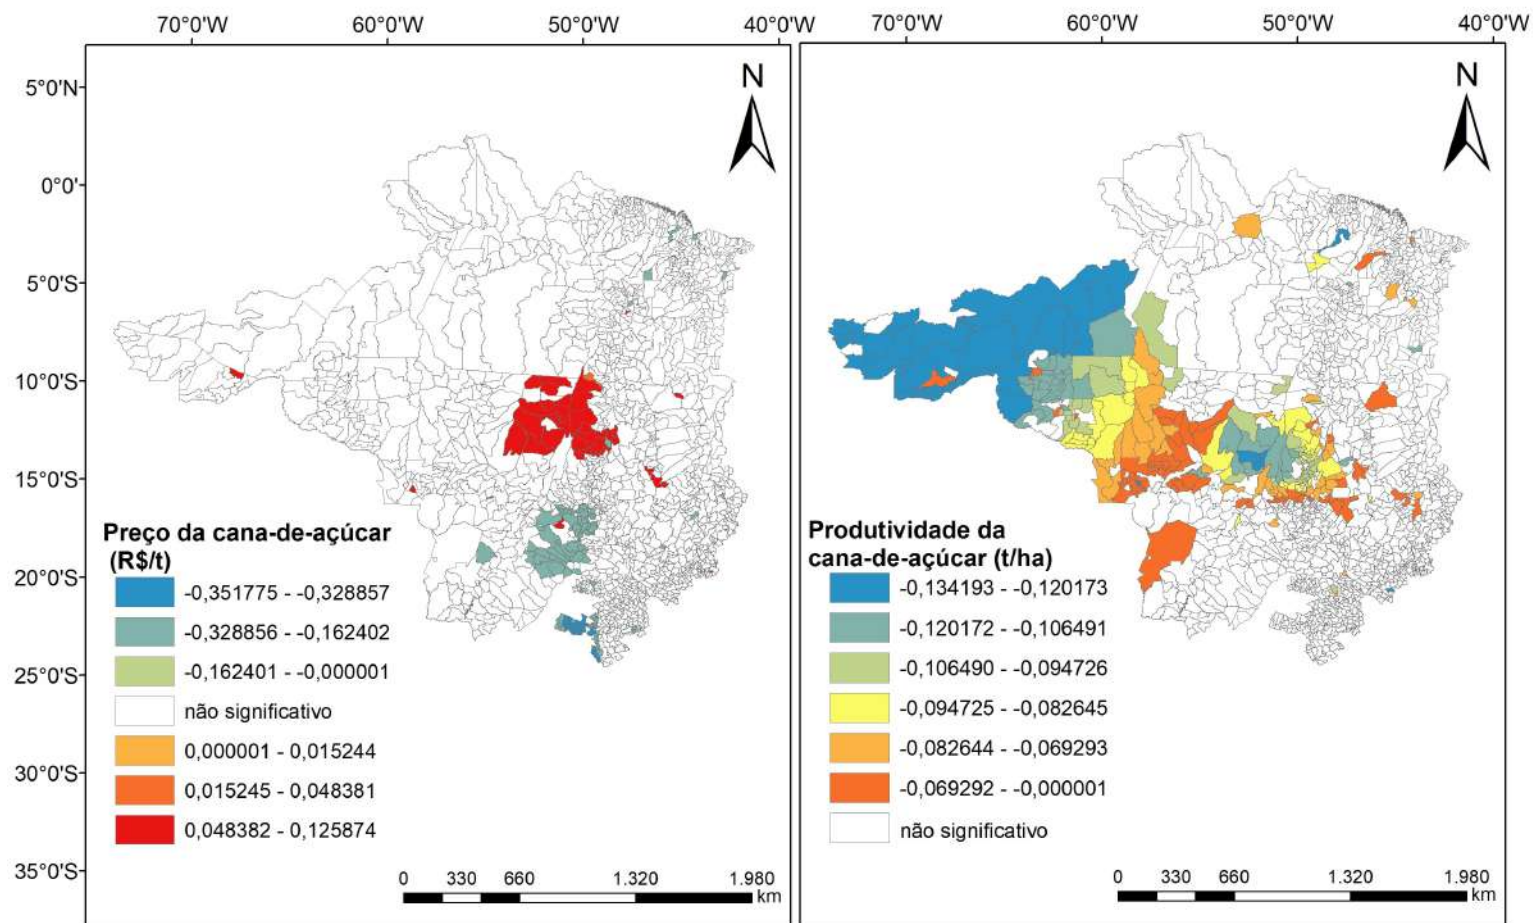 70°0'W 60°0'W 50°0'W 40°0'W
60°0'W 50°0'W 40°0'W
70°0'W
5°0'N
0°0'
5°0'S
10°0'S
15°0'S
20°0'S
25°0'S
30°0'S
35°0'S
N
Preço da cana-de-açúcar
(R$/t)
-0,351775 - -0,328857
-0,328856 - -0,162402
-0,162401 - -0,000001
não significativo
0,000001 - 0,015244
0,015245 - 0,048381
0,048382 - 0,125874
0 330 660 1.320 1.980
km
N
Produtividade da
cana-de-açúcar (t/ha)
-0,134193 - -0,120173
-0,120172 - -0,106491
-0,106490 - -0,094726
-0,094725 - -0,082645
-0,082644 - -0,069293
-0,069292 - -0,000001
não significativo
0 330 660 1.320 1.980
km